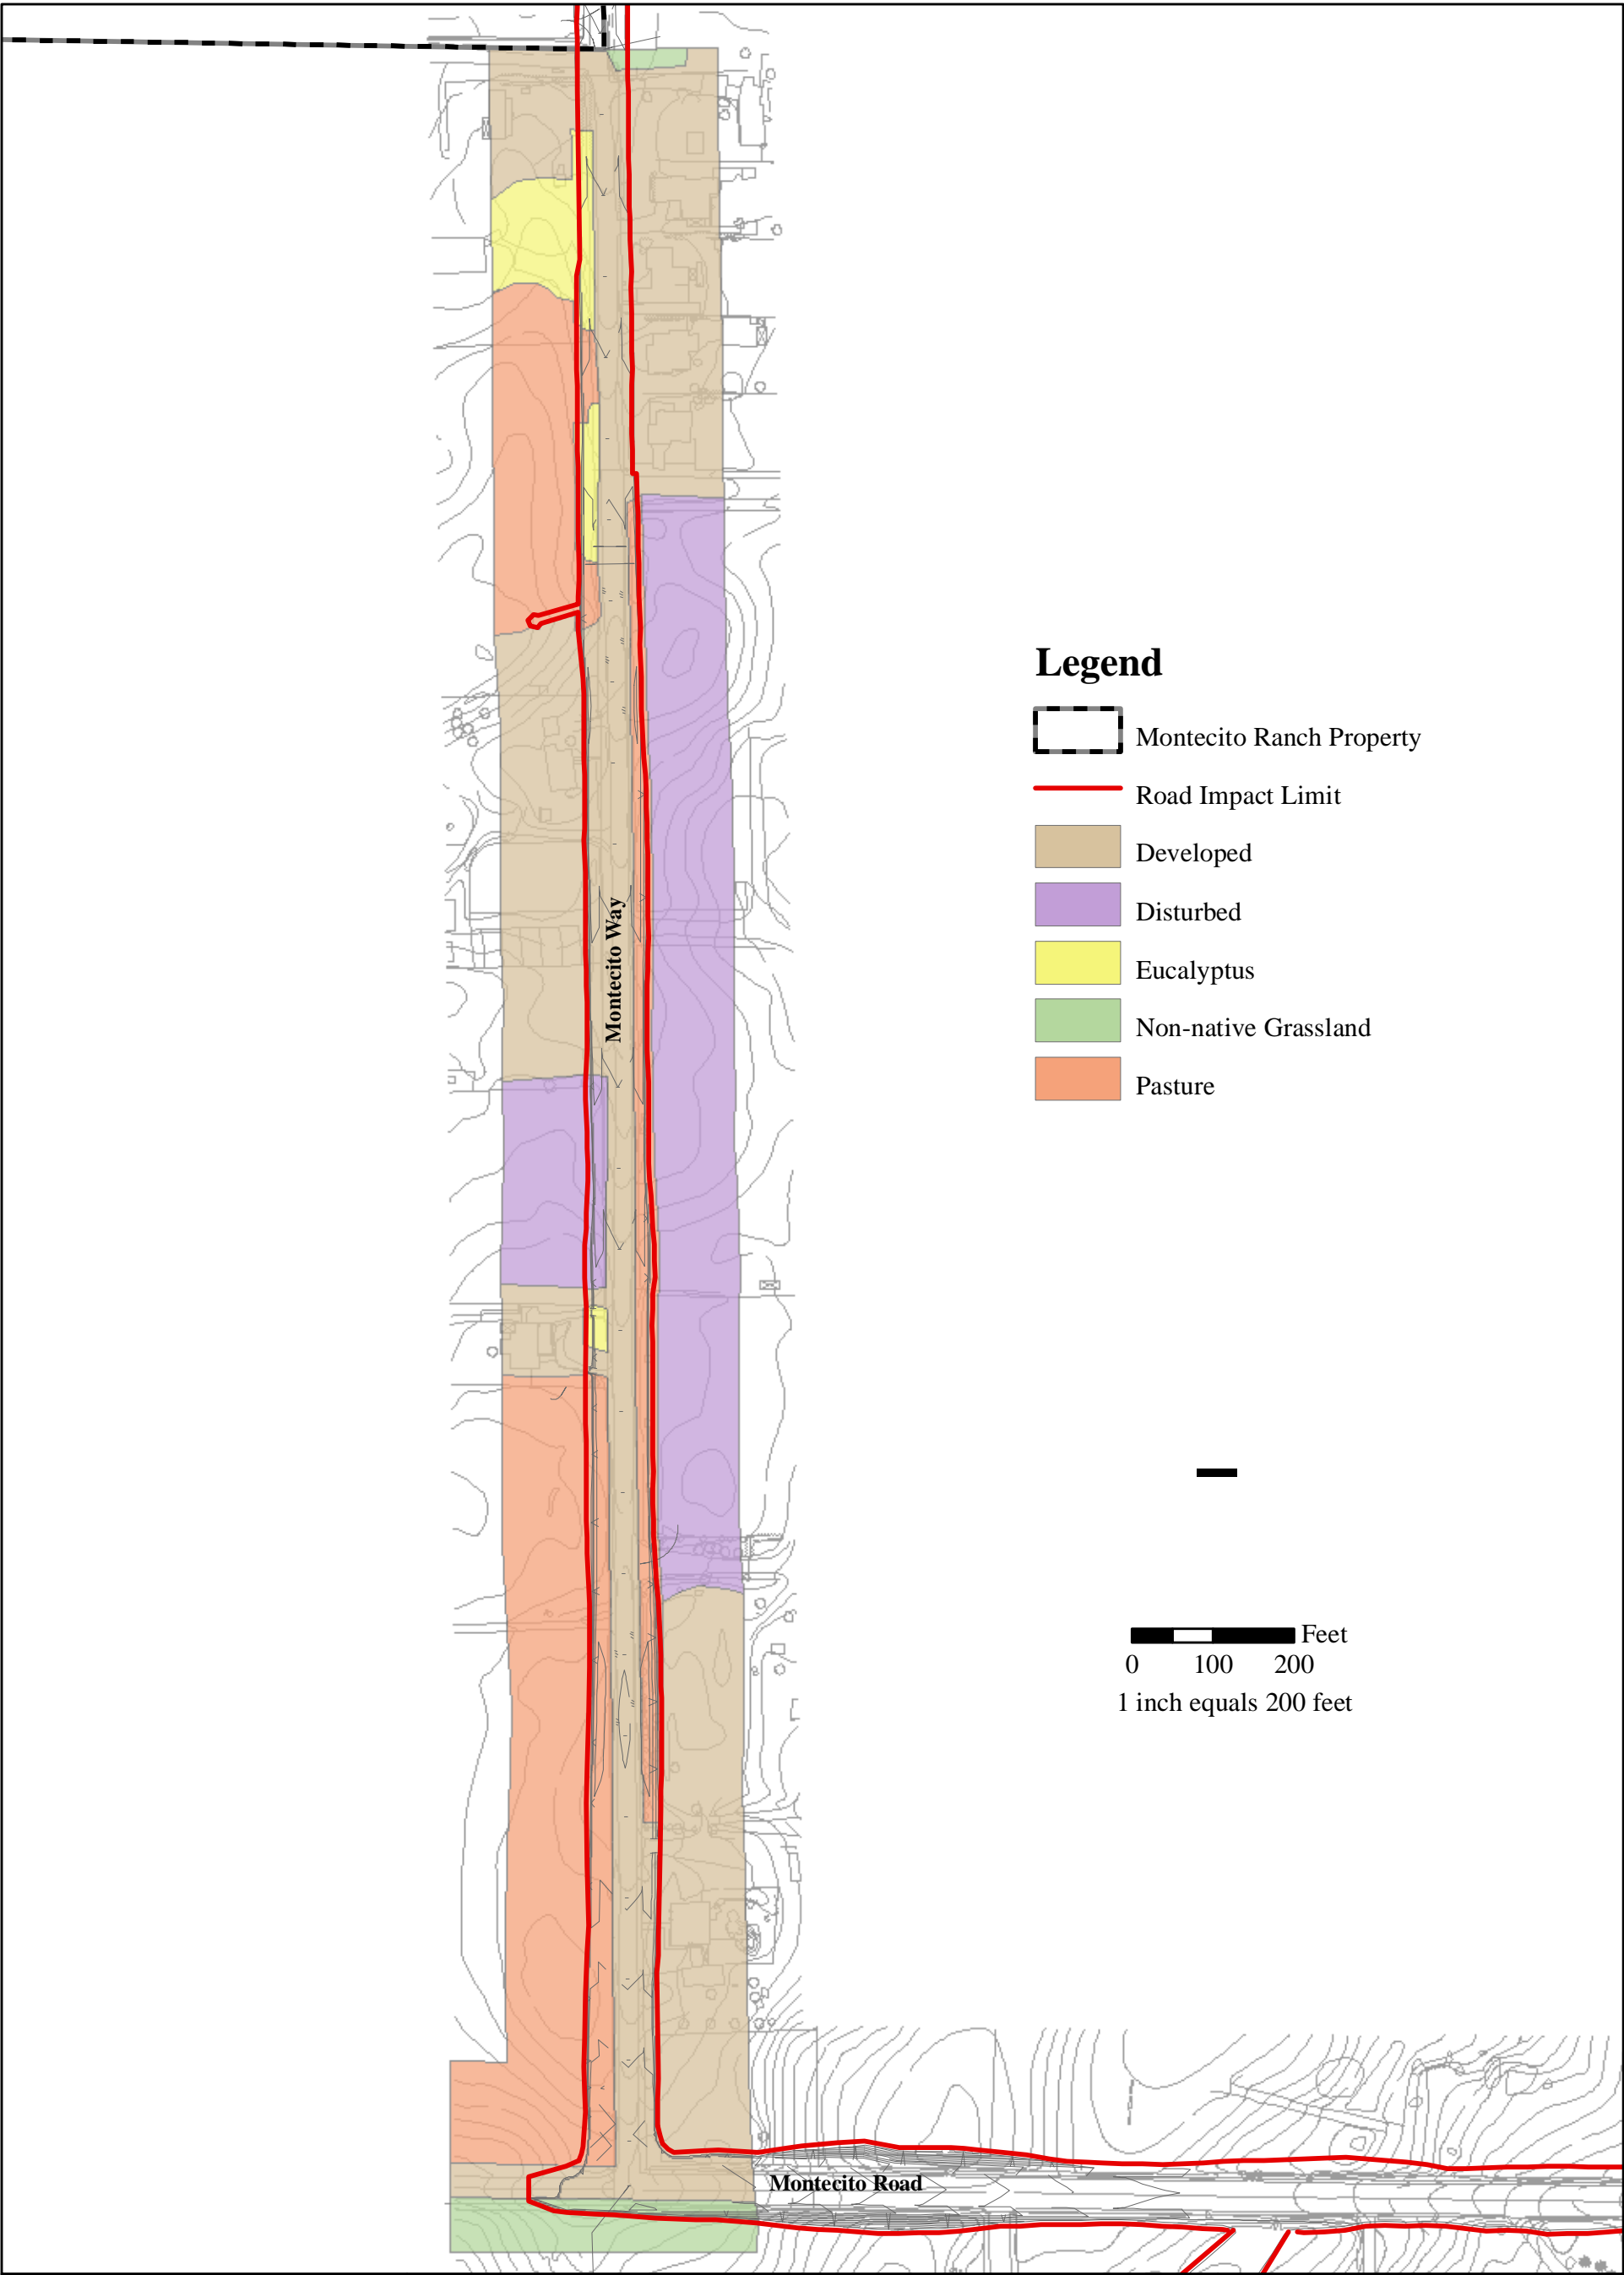 Legend
Montecito Ranch Property
Road Impact Limit
Developed
Disturbed
Eucalyptus
Non-native Grassland
Pasture
Montecito Way
Feet
0 100 200
1 inch equals 200 feet
Montecito Road